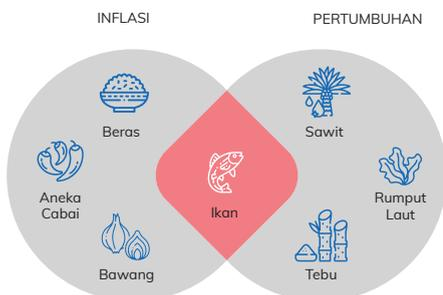 INFLASI
PERTUMBUHAN
Beras
Sawit
Aneka
Cabai
Ikan
Rumput
Laut
Bawang
Tebu